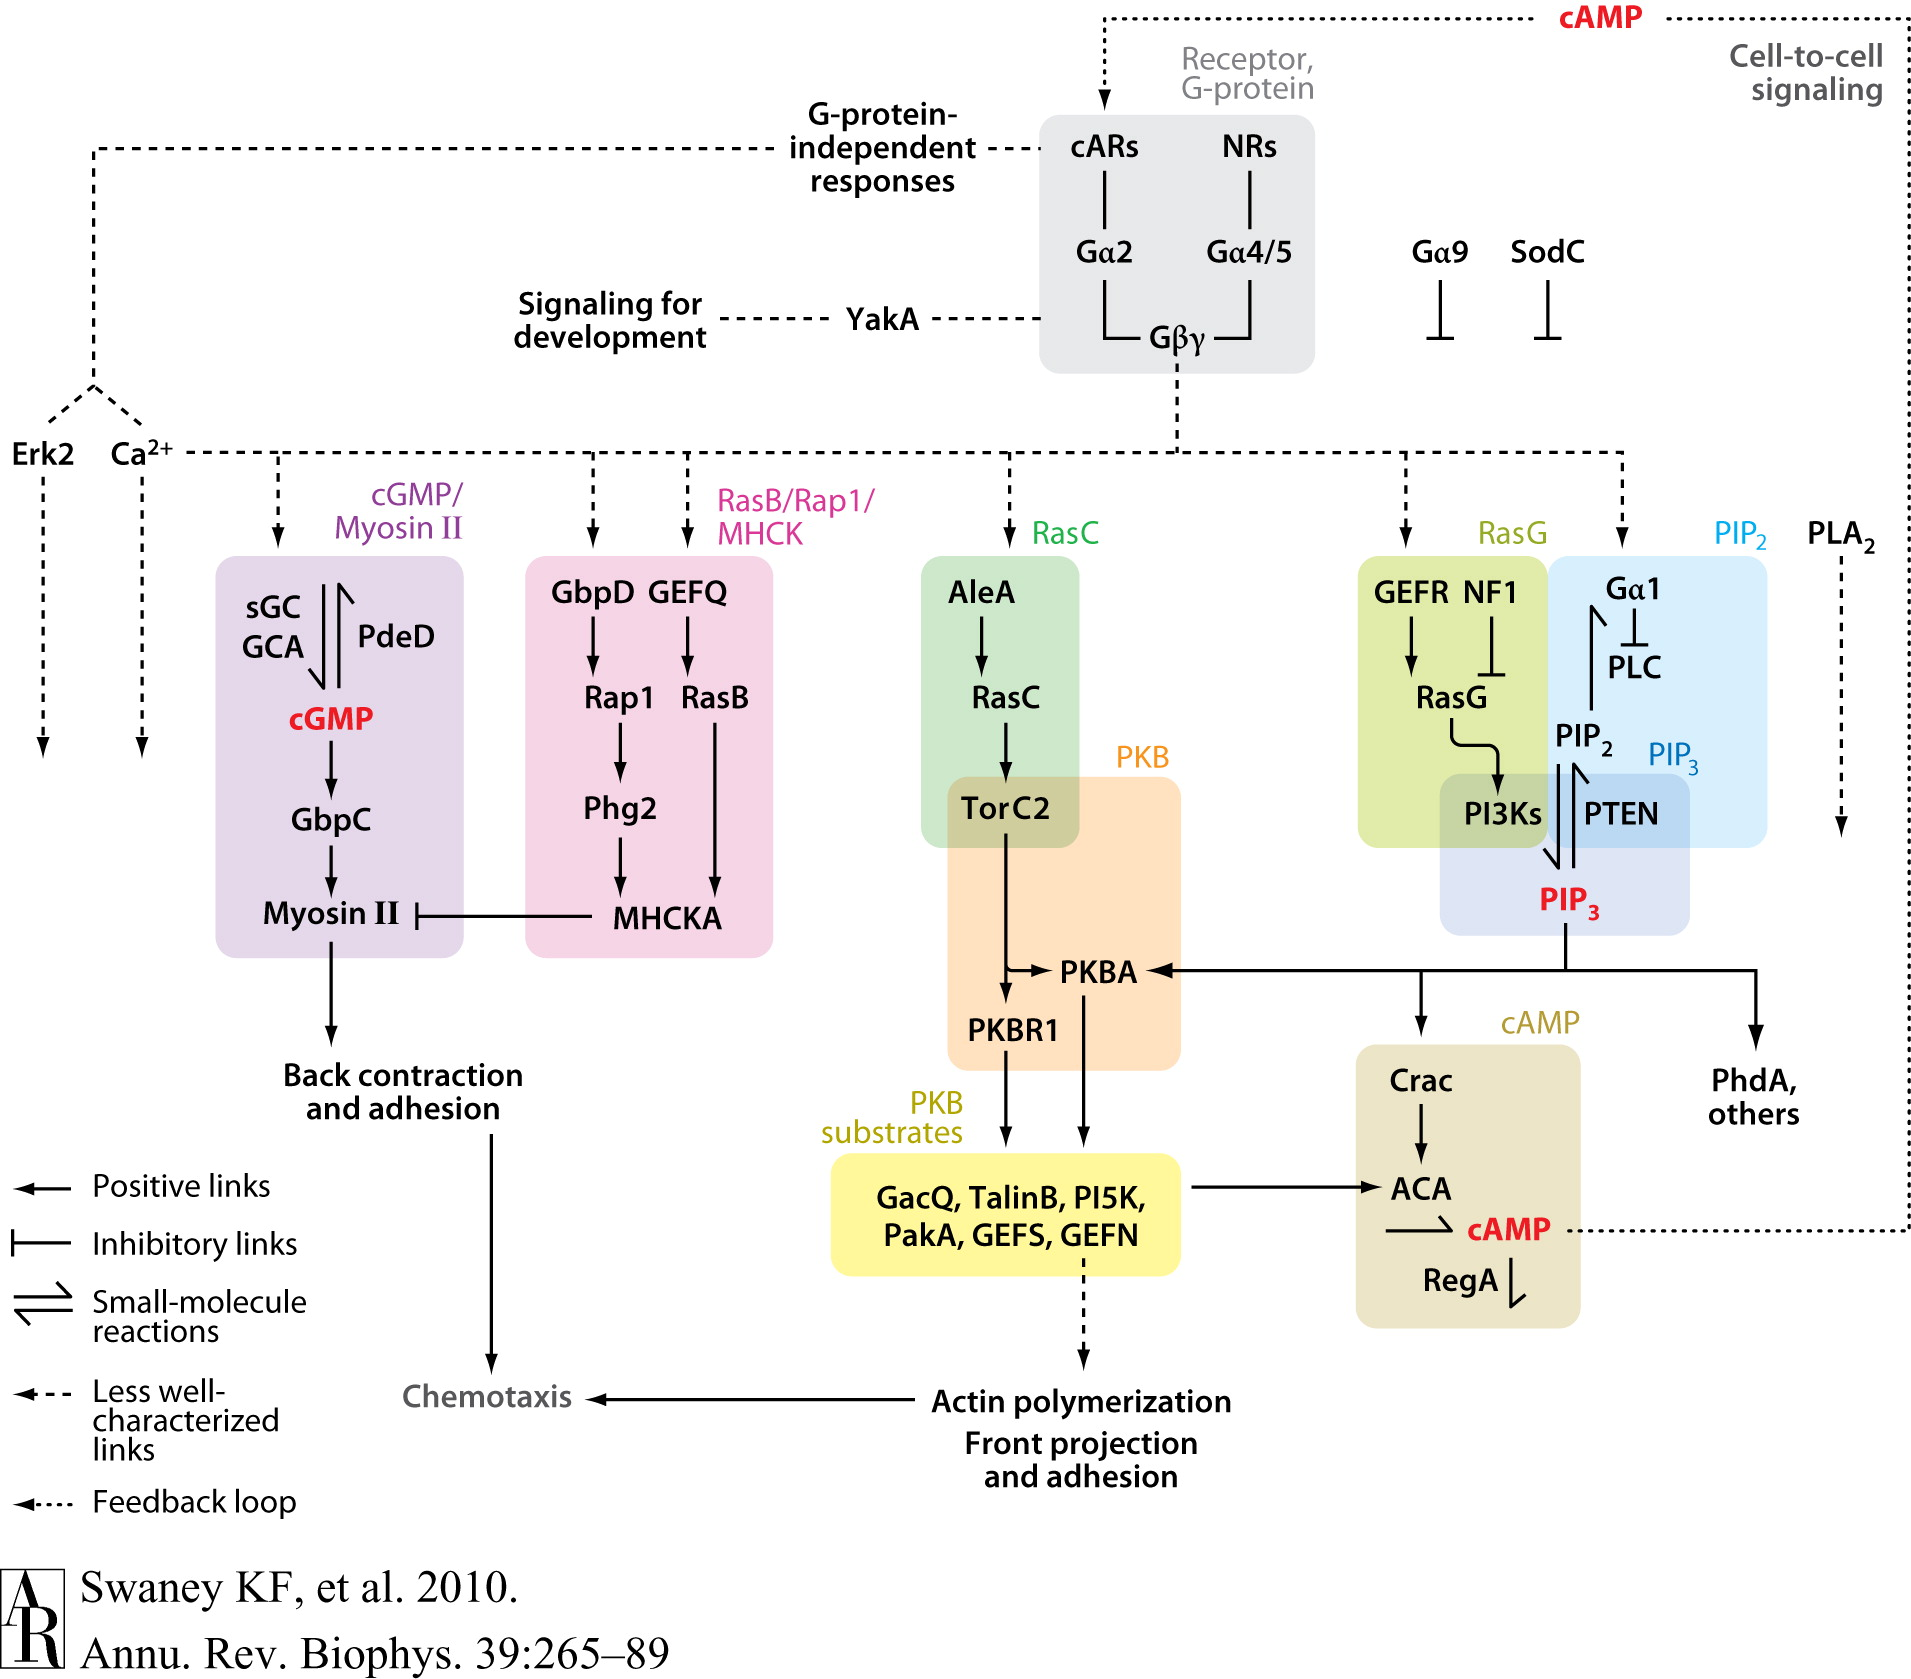 cAMP
Cell-to-cell
signaling
Receptor,
G-protein
G-protein-
independent
responses
cARs NRs
Gα2 Gα4/5
Gα9 SodC
Signaling for
development
YakA
Gβγ
Erk2 Ca²⁺
cGMP/
Myosin II
RasB/Rap1/
MHCK
RasC
RasG
PIP₂
PLA₂
sGC
GCA
PdeD
cGMP
GbpC
Myosin II
GbpD GEFQ
Rap1 RasB
Phg2
MHCKA
AleA
RasC
PKB
TorC2
PKBA
PKBR1
GEFR NF1
RasG
PI3Ks
Gα1
PLC
PIP₂
PIP₃
PTEN
PIP₃
Back contraction
and adhesion
PKB
substrates
GacQ, TalinB, PI5K,
PakA, GEFS, GEFN
cAMP
Crac
ACA
cAMP
RegA
PhdA,
others
Positive links
Inhibitory links
Small-molecule
reactions
Less well-
characterized
links
Feedback loop
Chemotaxis
Actin polymerization
Front projection
and adhesion
AR
Swaney KF, et al. 2010.
Annu. Rev. Biophys. 39:265–89